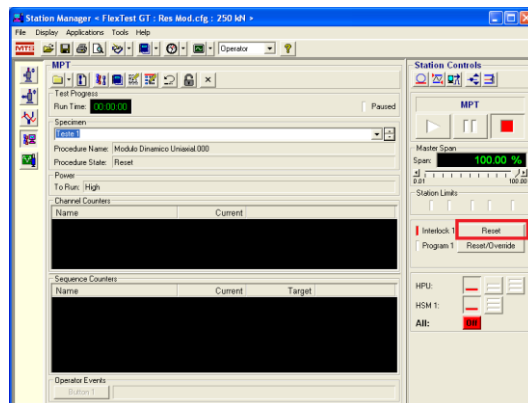 Station Manager < FlexTest GT : Res Mod.cfg : 250 kN >
File Display Applications Tools Help
MTS
Operator
MPT
Test Progress
Run Time: 00:00:00
Paused
Specimen
Teste 1
Procedure Name: Modulo Dinamico Uniaxial.000
Procedure State: Reset
Power
To Run: High
Channel Counters
Name Current
Sequence Counters
Name Current Target
Operator Events
Button 1
Station Controls
MPT
Master Span
Span: 100.00 %
0.01 100.00
Station Limits
Interlock 1 Reset
Program 1 Reset/Override
HPU:
HSM 1:
All: